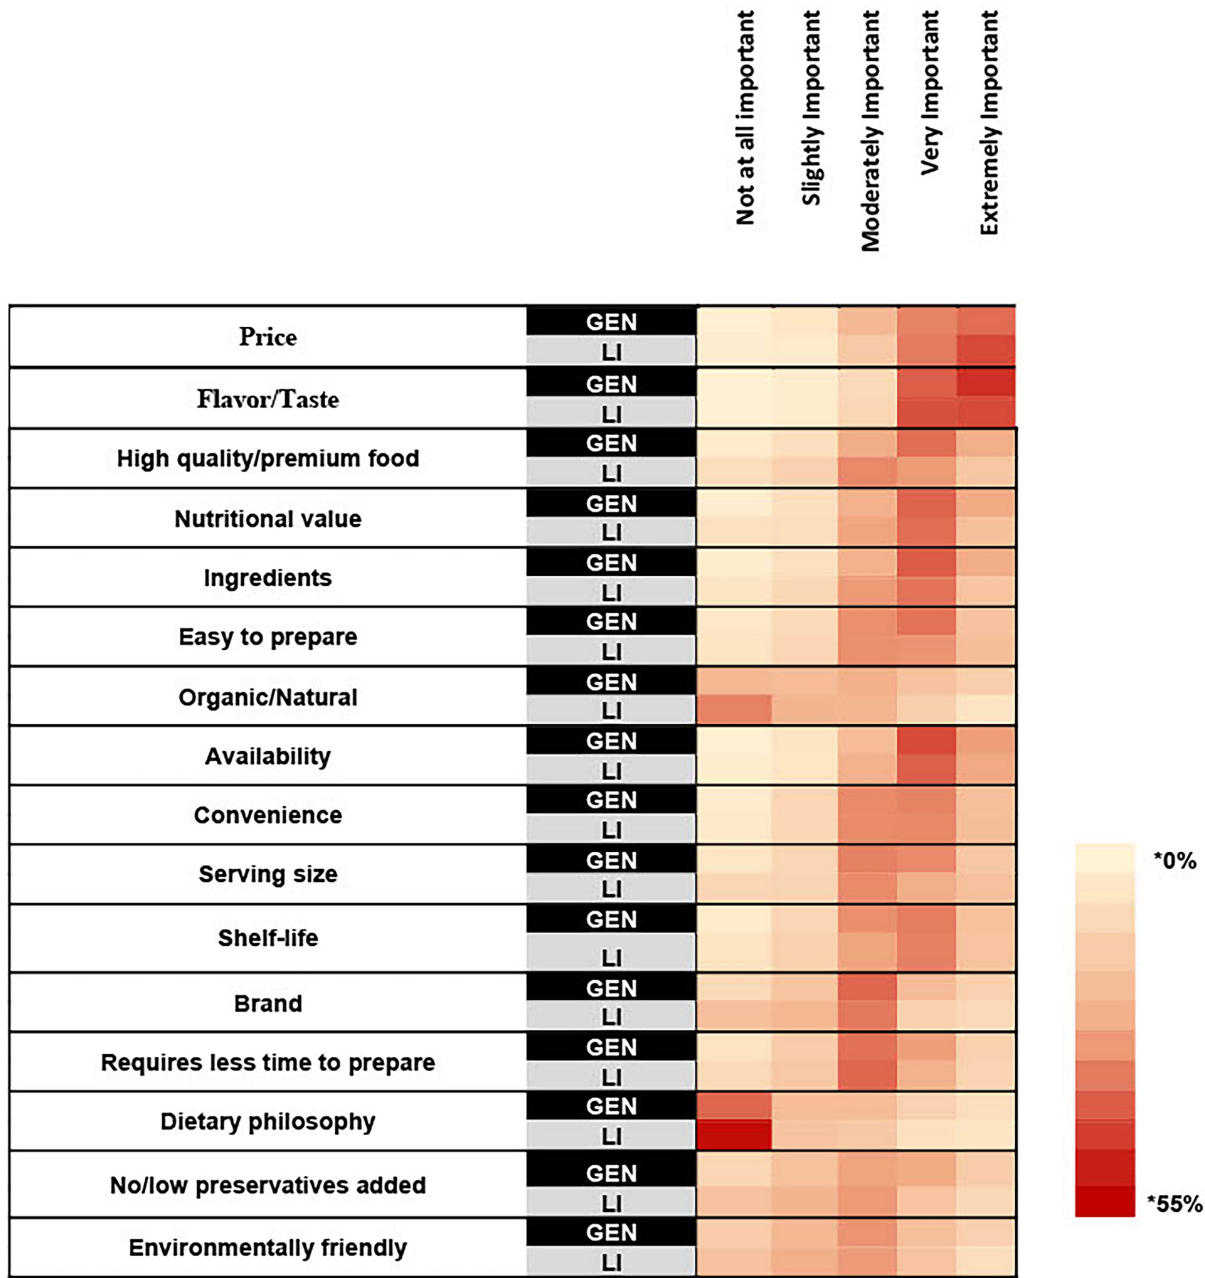 Not at all important
Slightly Important
Moderately Important
Very Important
Extremely Important
Price
GEN
LI
Flavor/Taste
GEN
LI
High quality/premium food
GEN
LI
Nutritional value
GEN
LI
Ingredients
GEN
LI
Easy to prepare
GEN
LI
Organic/Natural
GEN
LI
Availability
GEN
LI
Convenience
GEN
LI
Serving size
GEN
LI
Shelf-life
GEN
LI
Brand
GEN
LI
Requires less time to prepare
GEN
LI
Dietary philosophy
GEN
LI
No/low preservatives added
GEN
LI
Environmentally friendly
GEN
LI
*0%
*55%